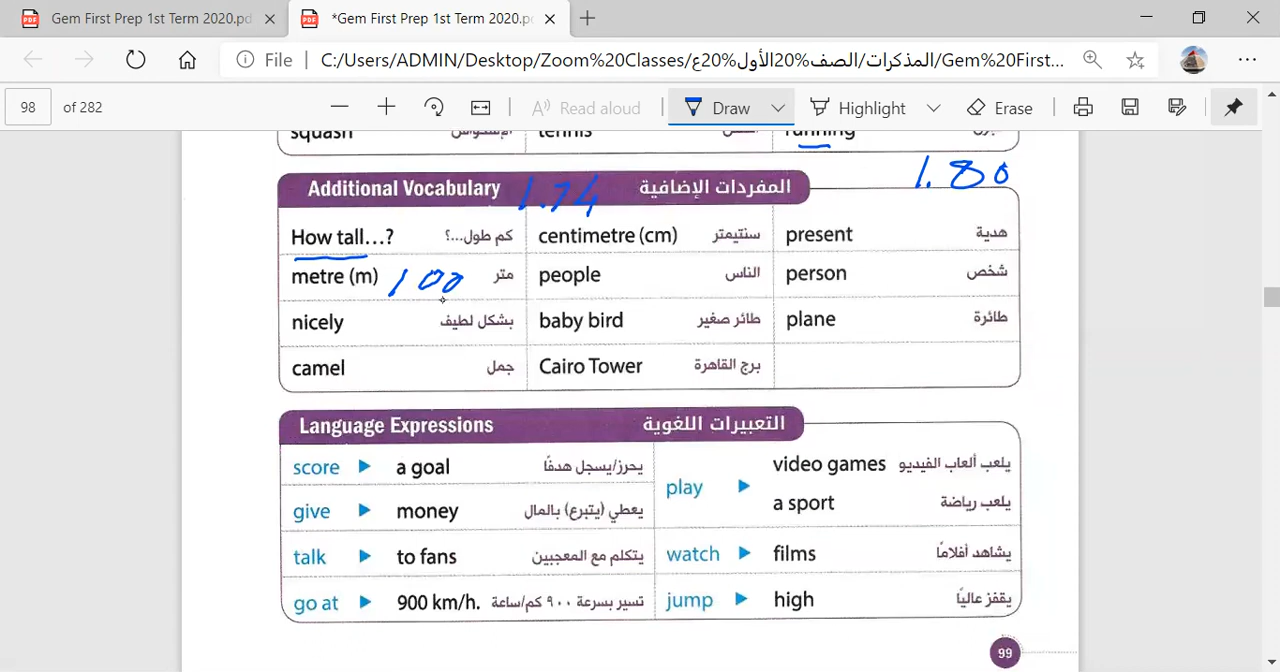 Gem First Prep 1st Term 2020.pd
*Gem First Prep 1st Term 2020.pd
File
C:/Users/ADMIN/Desktop/Zoom%20Classes/المذكرات/الصف%20الأول%20ع/Gem%20First...
98 of 282
Read aloud Draw Highlight Erase
squash الإسكواش tennis running
1.80
Additional Vocabulary المفردات الإضافية
1.74
How tall...? كم طول...؟ centimetre (cm) سنتيمتر present هدية
metre (m) متر people الناس person شخص
100
nicely بشكل لطيف baby bird طائر صغير plane طائرة
camel جمل Cairo Tower برج القاهرة
Language Expressions التعبيرات اللغوية
score ▶ a goal يحرز/يسجل هدفًا
give ▶ money يعطي (يتبرع) بالمال
talk ▶ to fans يتكلم مع المعجبين
go at ▶ 900 km/h. تسير بسرعة ٩٠٠ كم/ساعة
play ▶ video games يلعب ألعاب الفيديو
a sport يلعب رياضة
watch ▶ films يشاهد أفلامًا
jump ▶ high يقفز عاليًا
99